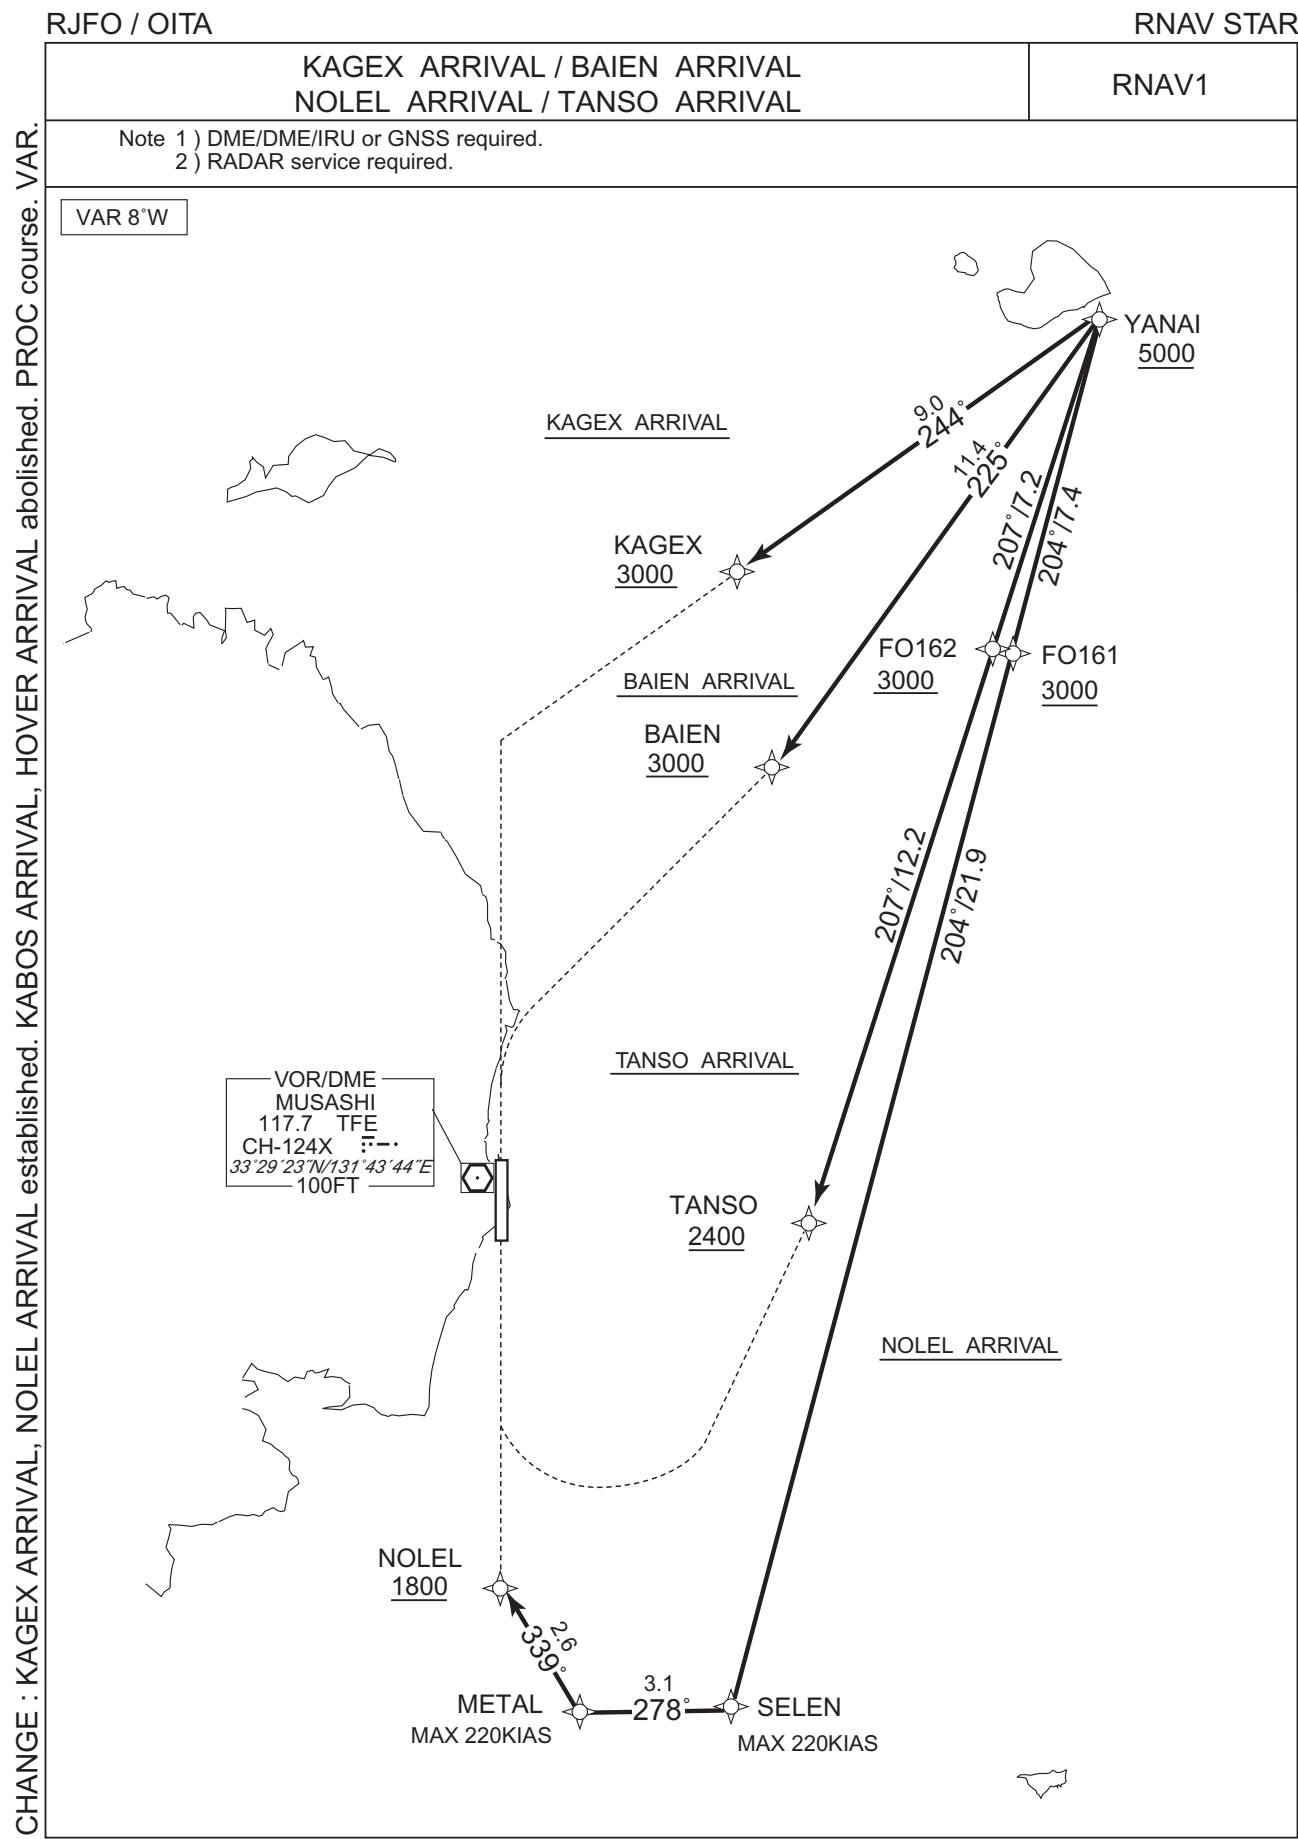 RJFO / OITA
RNAV STAR
KAGEX ARRIVAL / BAIEN ARRIVAL
NOLEL ARRIVAL / TANSO ARRIVAL
RNAV1
Note 1 ) DME/DME/IRU or GNSS required.
2 ) RADAR service required.
VAR 8°W
YANAI
5000
9.0
244°
KAGEX ARRIVAL
11.4
225°
207°/7.2
204°/7.4
KAGEX
3000
FO162
3000
FO161
3000
BAIEN ARRIVAL
BAIEN
3000
207°/12.2
204°/21.9
TANSO ARRIVAL
VOR/DME
MUSASHI
117.7 TFE
CH-124X
33°29′23″N/131°43′44″E
100FT
TANSO
2400
NOLEL ARRIVAL
NOLEL
1800
2.6
339°
3.1
278°
METAL
MAX 220KIAS
SELEN
MAX 220KIAS
CHANGE : KAGEX ARRIVAL, NOLEL ARRIVAL established. KABOS ARRIVAL, HOVER ARRIVAL abolished. PROC course. VAR.